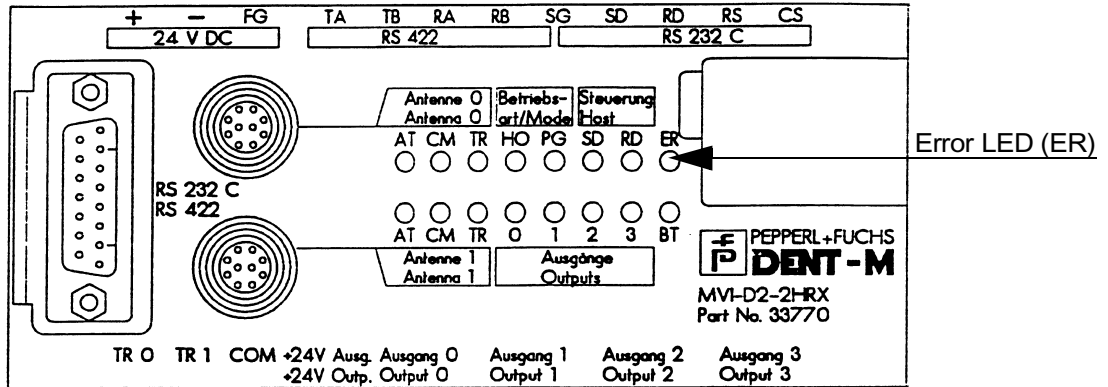 + – FG TA TB RA RB SG SD RD RS CS
24 V DC RS 422 RS 232 C
Antenne 0 Betriebs- Steuerung
Antenna 0 art/Mode Host
AT CM TR HO PG SD RD ER
Error LED (ER)
RS 232 C
RS 422
AT CM TR 0 1 2 3 BT
Antenne 1 Ausgänge
Antenna 1 Outputs
PEPPERL+FUCHS
DENT-M
MVI-D2-2HRX
Part No. 33770
TR 0 TR 1 COM +24V Ausg. Ausgang 0 Ausgang 1 Ausgang 2 Ausgang 3
+24V Outp. Output 0 Output 1 Output 2 Output 3